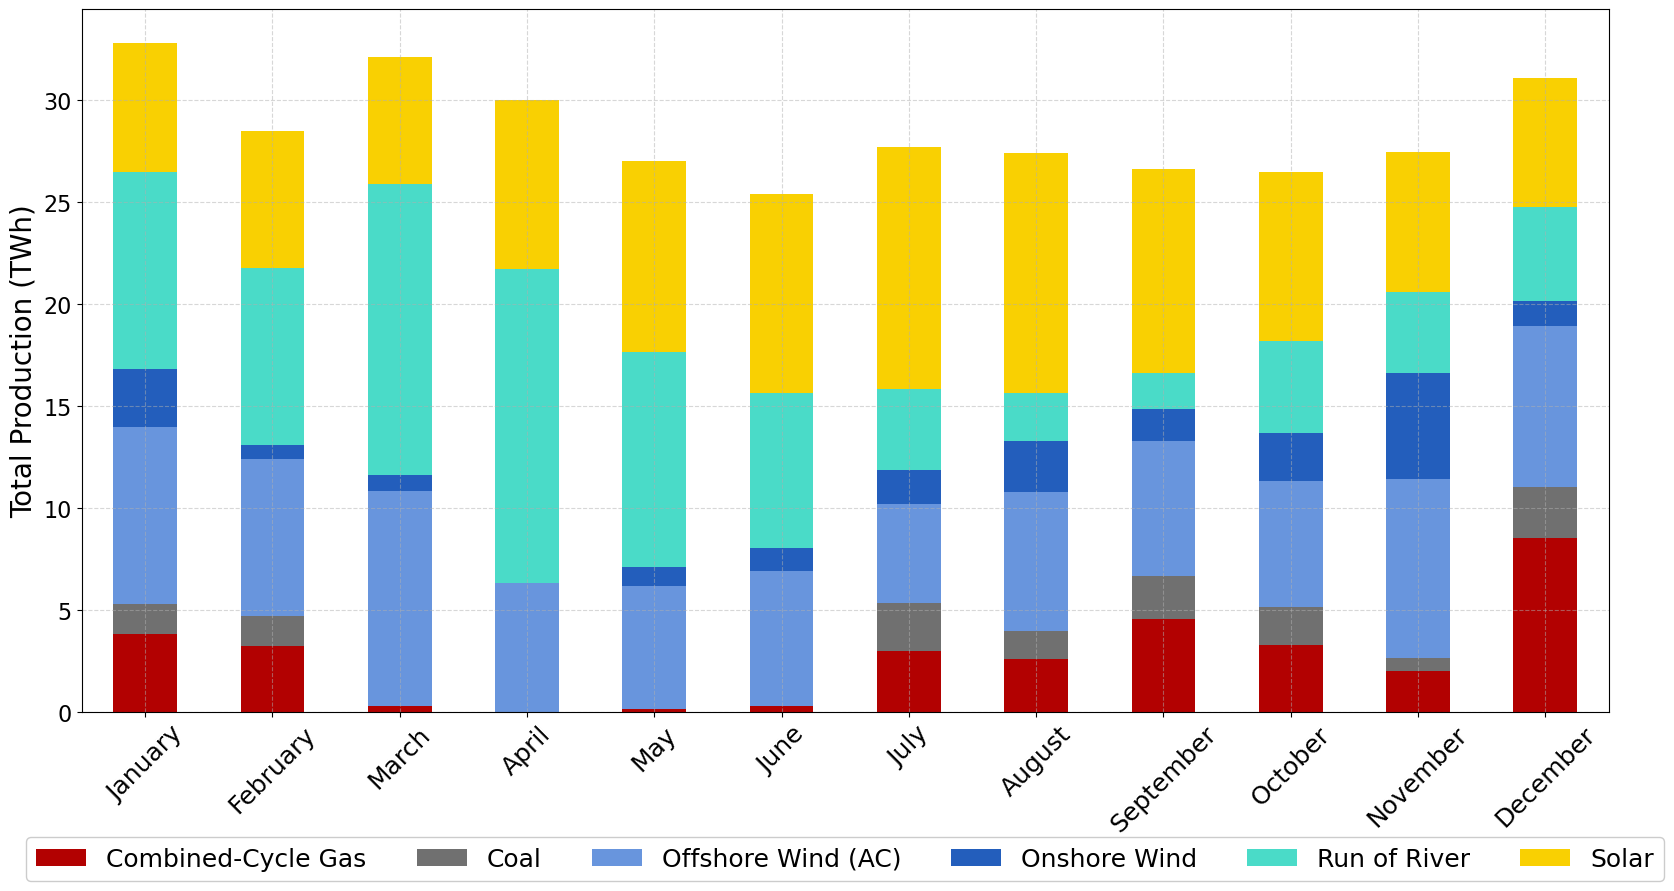 Total Production (TWh)
30
25
20
15
10
5
0
January
February
March
April
May
June
July
August
September
October
November
December
Combined-Cycle Gas
Coal
Offshore Wind (AC)
Onshore Wind
Run of River
Solar